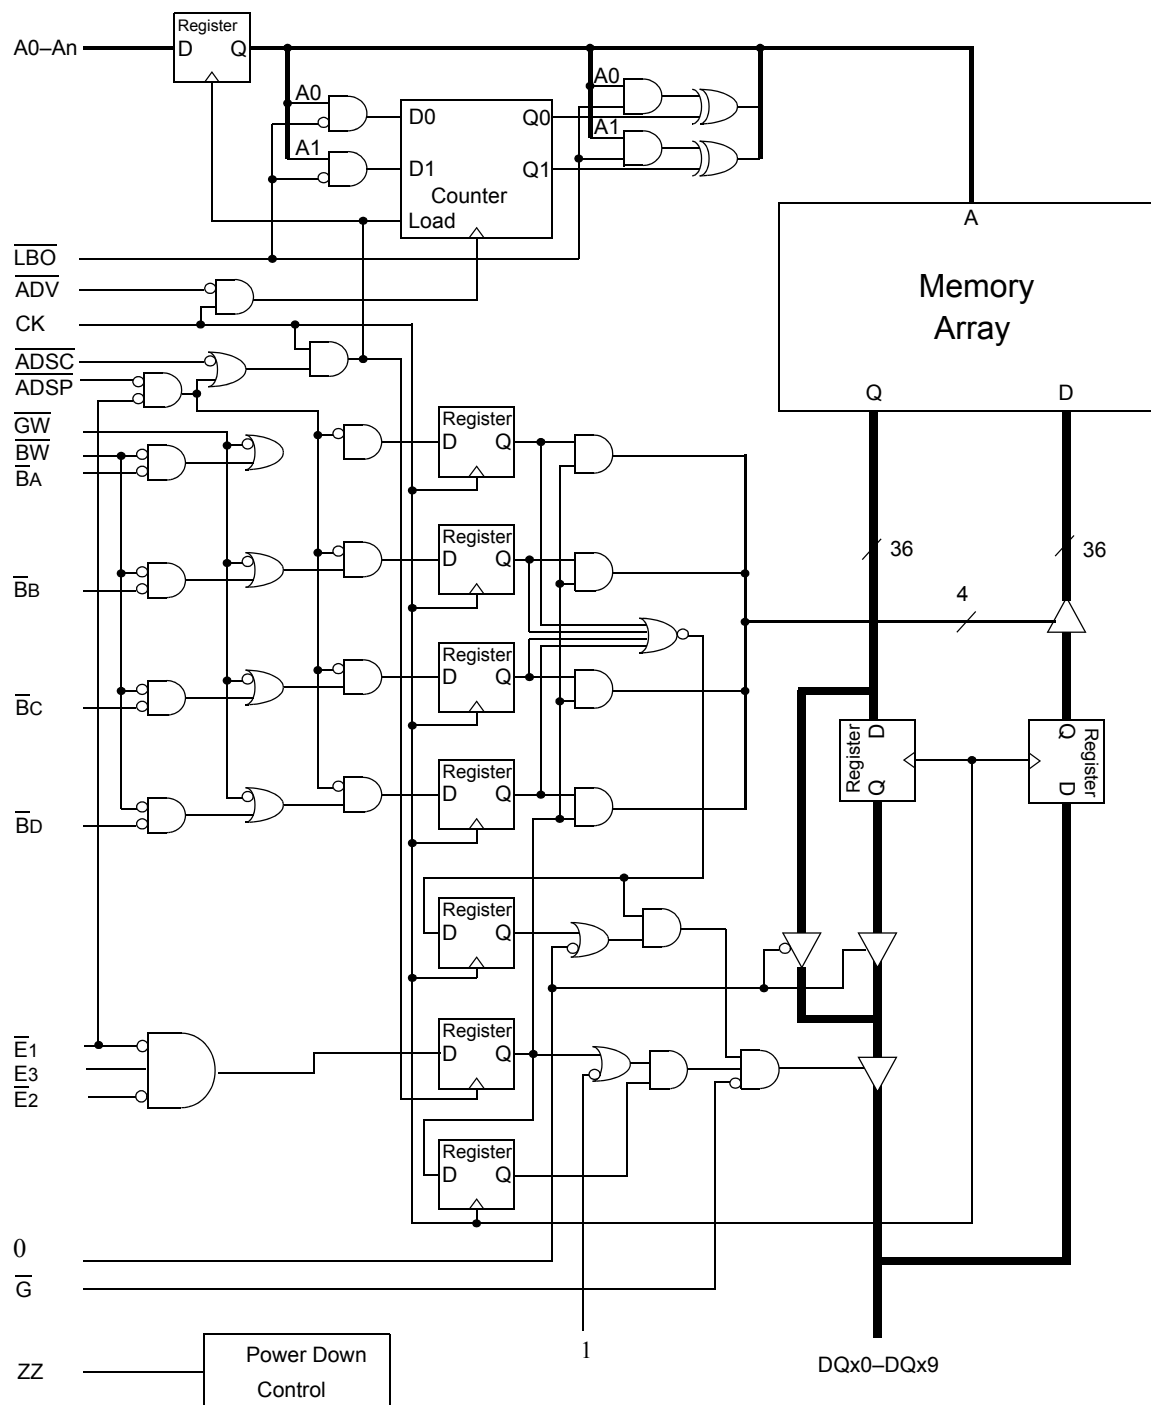 Register
A0–An
D Q
A0
A0
D0 Q0
A1
A1
D1 Q1
Counter
Load
A
LBO
ADV
Memory
CK
Array
ADSC
ADSP
Q D
GW
Register
BW
D Q
BA
Register
36 36
D Q
BB
4
Register
D Q
BC
D Register Q
Q Register D
Register
D Q
BD
Register
D Q
Register
E1
D Q
E3
E2
Register
D Q
0
G
1
Power Down
DQx0–DQx9
ZZ
Control